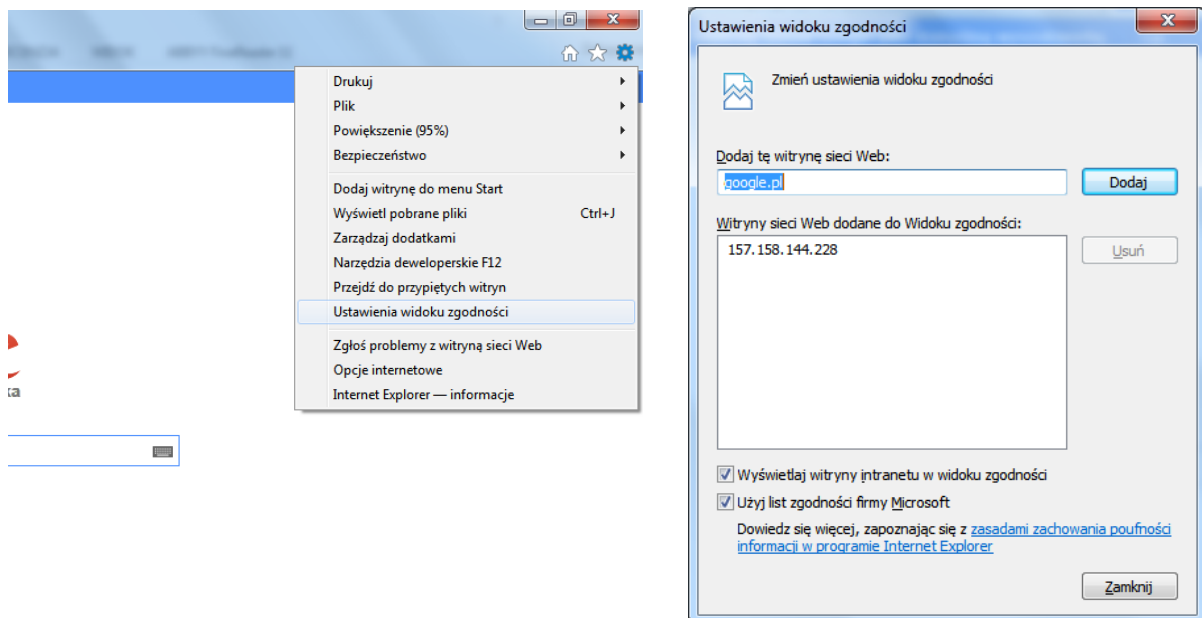 Drukuj
Plik
Powiększenie (95%)
Bezpieczeństwo
Dodaj witrynę do menu Start
Wyświetl pobrane pliki Ctrl+J
Zarządzaj dodatkami
Narzędzia deweloperskie F12
Przejdź do przypiętych witryn
Ustawienia widoku zgodności
Zgłoś problemy z witryną sieci Web
Opcje internetowe
Internet Explorer — informacje
Ustawienia widoku zgodności
Zmień ustawienia widoku zgodności
Dodaj tę witrynę sieci Web:
google.pl Dodaj
Witryny sieci Web dodane do Widoku zgodności:
157.158.144.228 Usuń
Wyświetlaj witryny intranetu w widoku zgodności
Użyj list zgodności firmy Microsoft
Dowiedz się więcej, zapoznając się z zasadami zachowania poufności
informacji w programie Internet Explorer
Zamknij